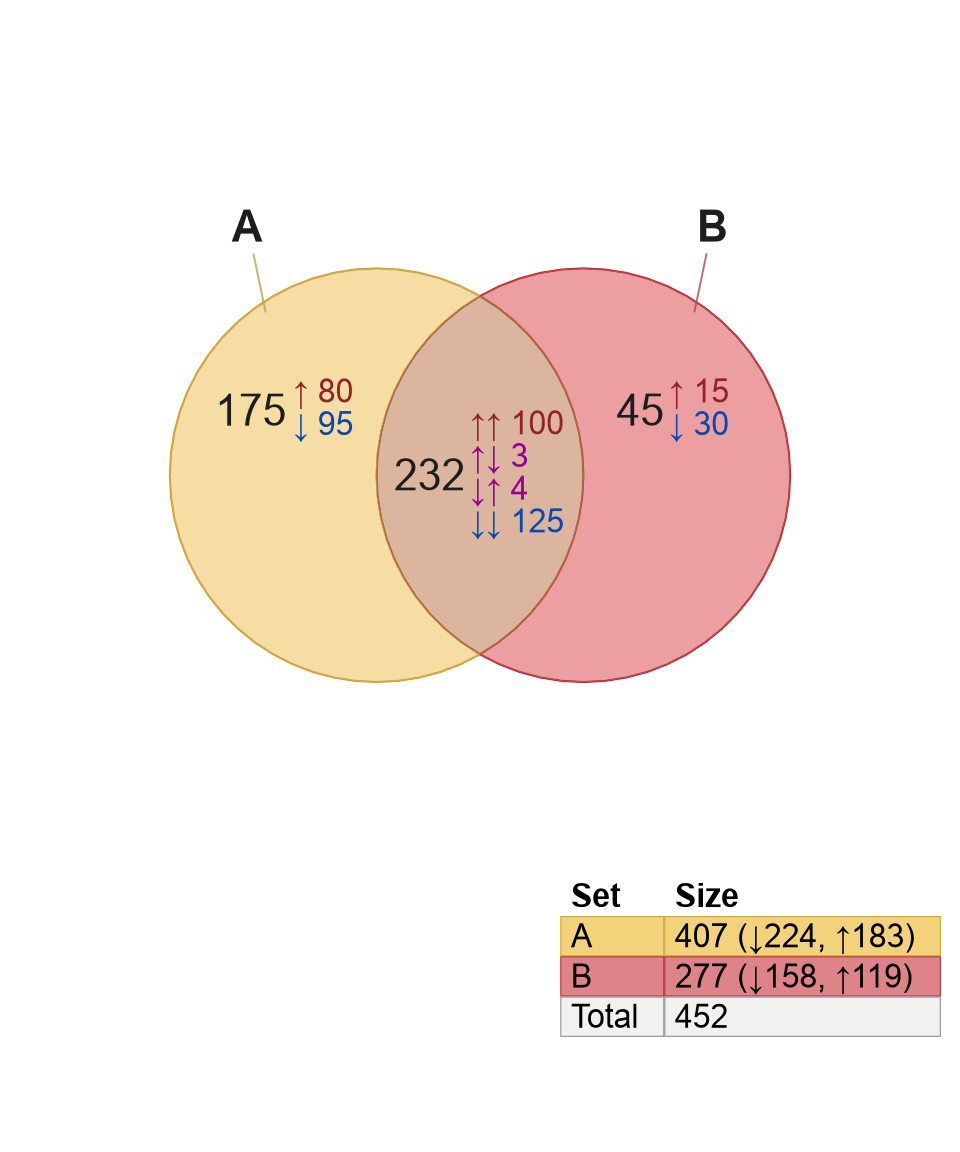 A
B
175 ↑ 80
↓ 95
232 ↑↑ 100
↑↓ 3
↓↑ 4
↓↓ 125
45 ↑ 15
↓ 30
Set Size
A 407 (↓224, ↑183)
B 277 (↓158, ↑119)
Total 452